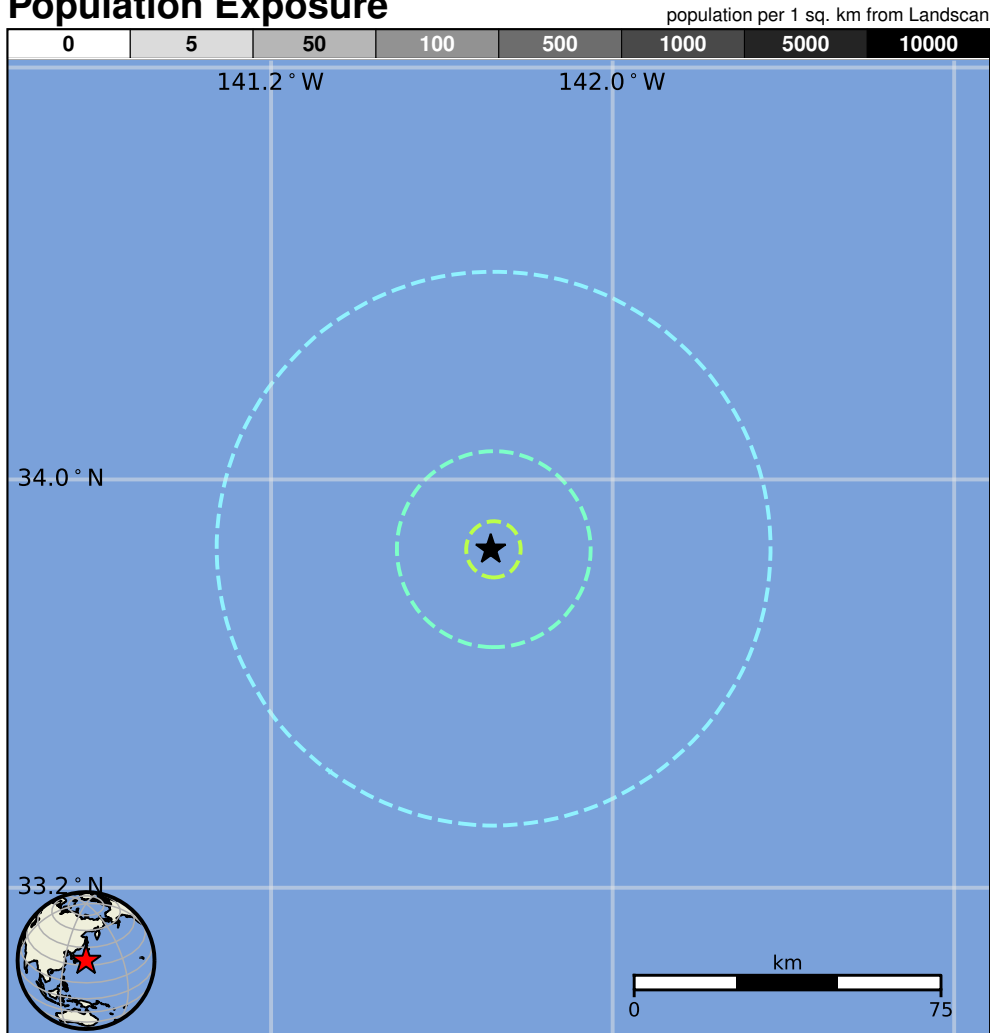 Population Exposure
population per 1 sq. km from Landscan
0 5 50 100 500 1000 5000 10000
141.2°W 142.0°W
34.0°N
33.2°N
km
0 75